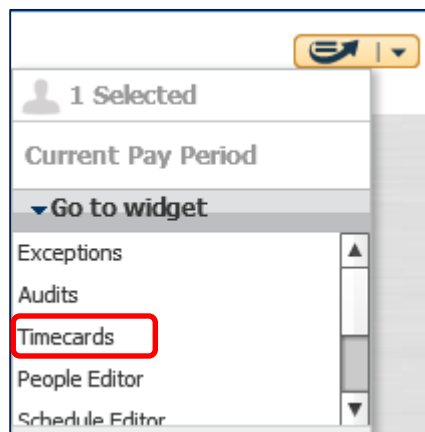 1 Selected
Current Pay Period
Go to widget
Exceptions
Audits
Timecards
People Editor
Schedule Editor